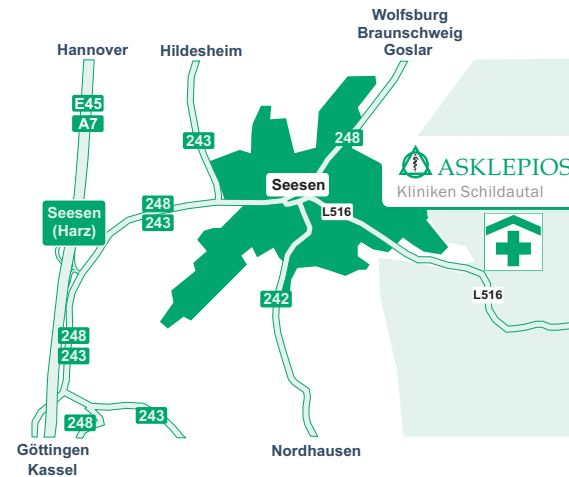 Wolfsburg
Braunschweig
Goslar
Hannover
Hildesheim
E45
A7
243
248
ASKLEPIOS
Kliniken Schildautal
Seesen
248
243
L516
Seesen
(Harz)
242
L516
248
243
248
243
Göttingen
Kassel
Nordhausen